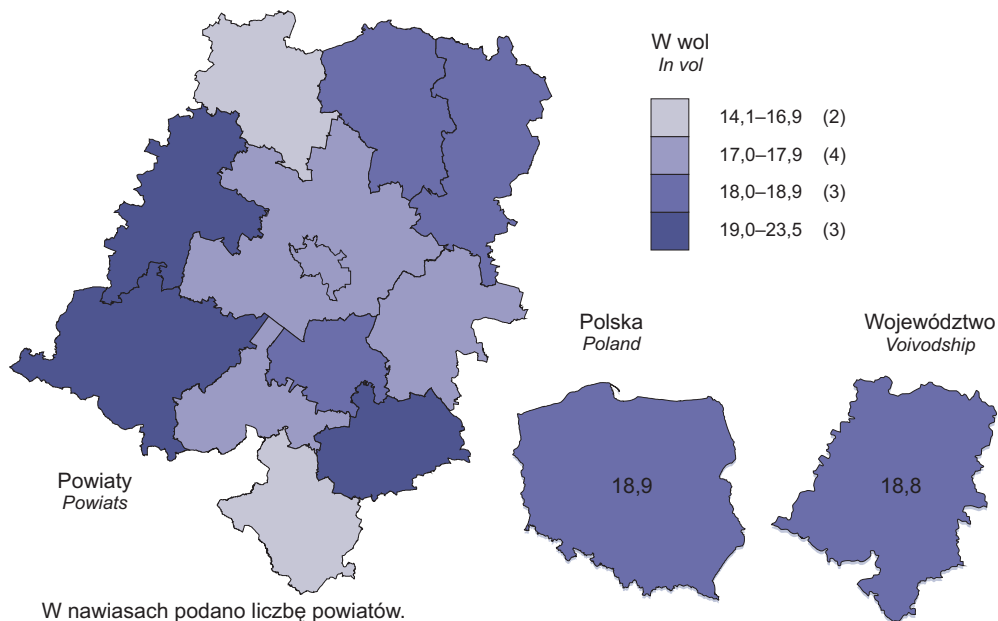 W wol
In vol
14,1–16,9 (2)
17,0–17,9 (4)
18,0–18,9 (3)
19,0–23,5 (3)
Polska
Poland
18,9
Województwo
Voivodship
18,8
Powiaty
Powiats
W nawiasach podano liczbę powiatów.